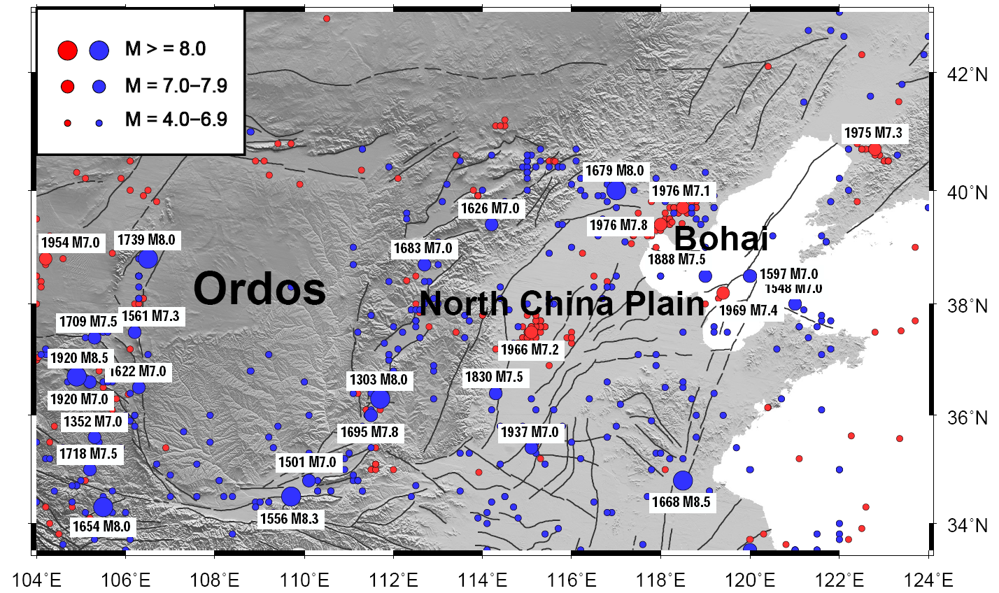 M > = 8.0
M = 7.0–7.9
M = 4.0–6.9
42°N
1975 M7.3
1679 M8.0
1976 M7.1
40°N
1626 M7.0
1976 M7.8
1954 M7.0
1739 M8.0
1683 M7.0
Bohai
1888 M7.5
1597 M7.0
1548 M7.0
Ordos
North China Plain
38°N
1969 M7.4
1561 M7.3
1709 M7.5
1966 M7.2
1920 M8.5
1622 M7.0
1303 M8.0
1830 M7.5
1920 M7.0
36°N
1352 M7.0
1695 M7.8
1937 M7.0
1718 M7.5
1501 M7.0
1668 M8.5
1556 M8.3
1654 M8.0
34°N
104°E 106°E 108°E 110°E 112°E 114°E 116°E 118°E 120°E 122°E 124°E